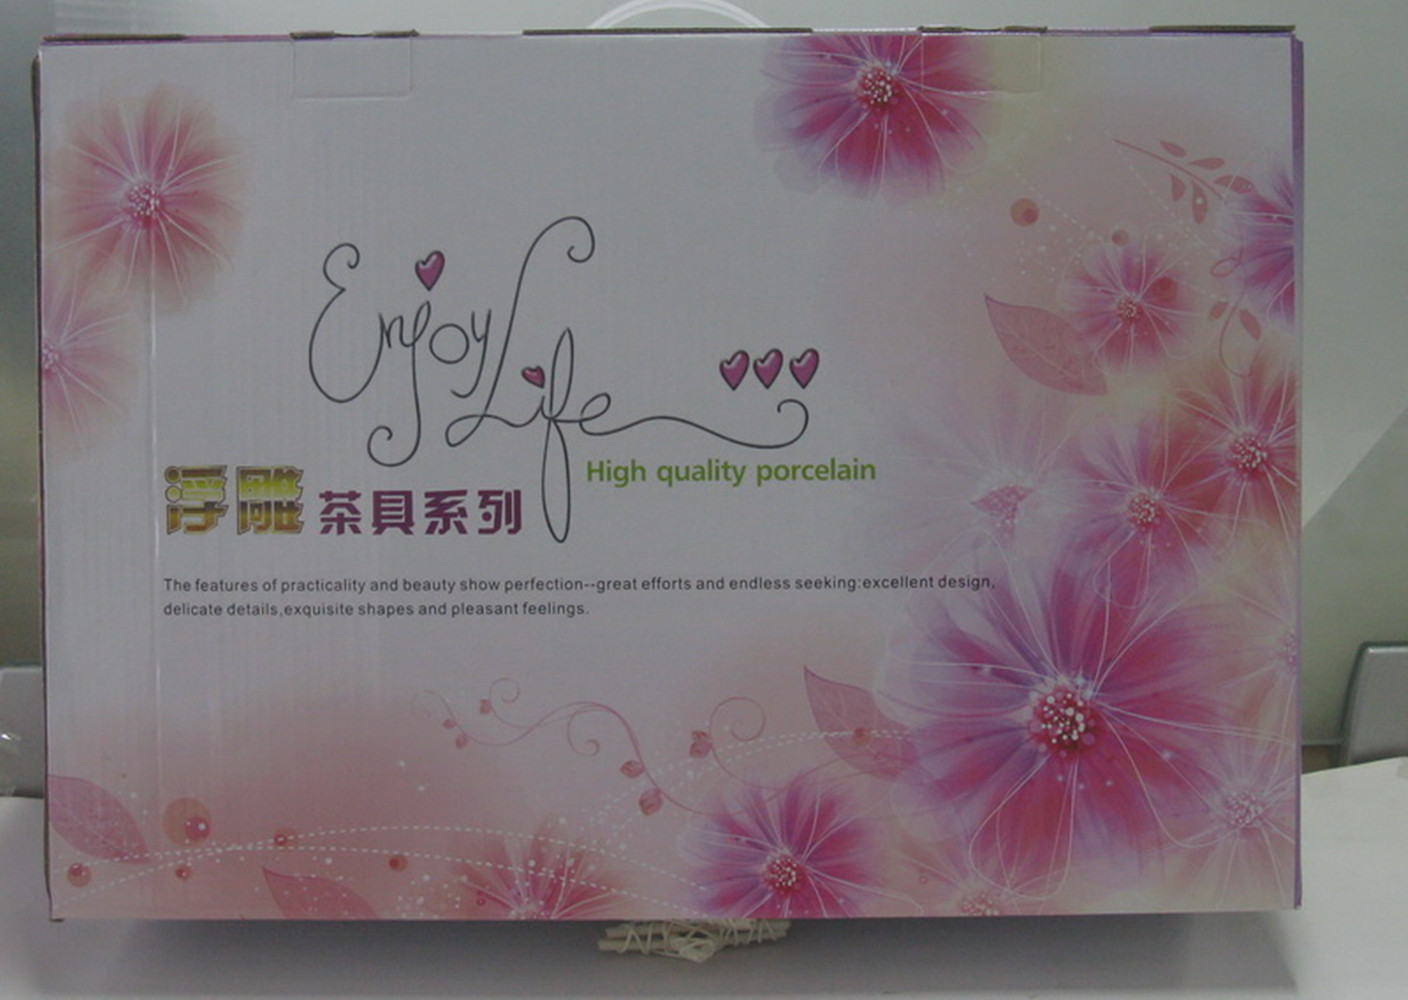 Enjoy Life
High quality porcelain
浮雕 茶具系列
The features of practicality and beauty show perfection--great efforts and endless seeking:excellent design,
delicate details,exquisite shapes and pleasant feelings.